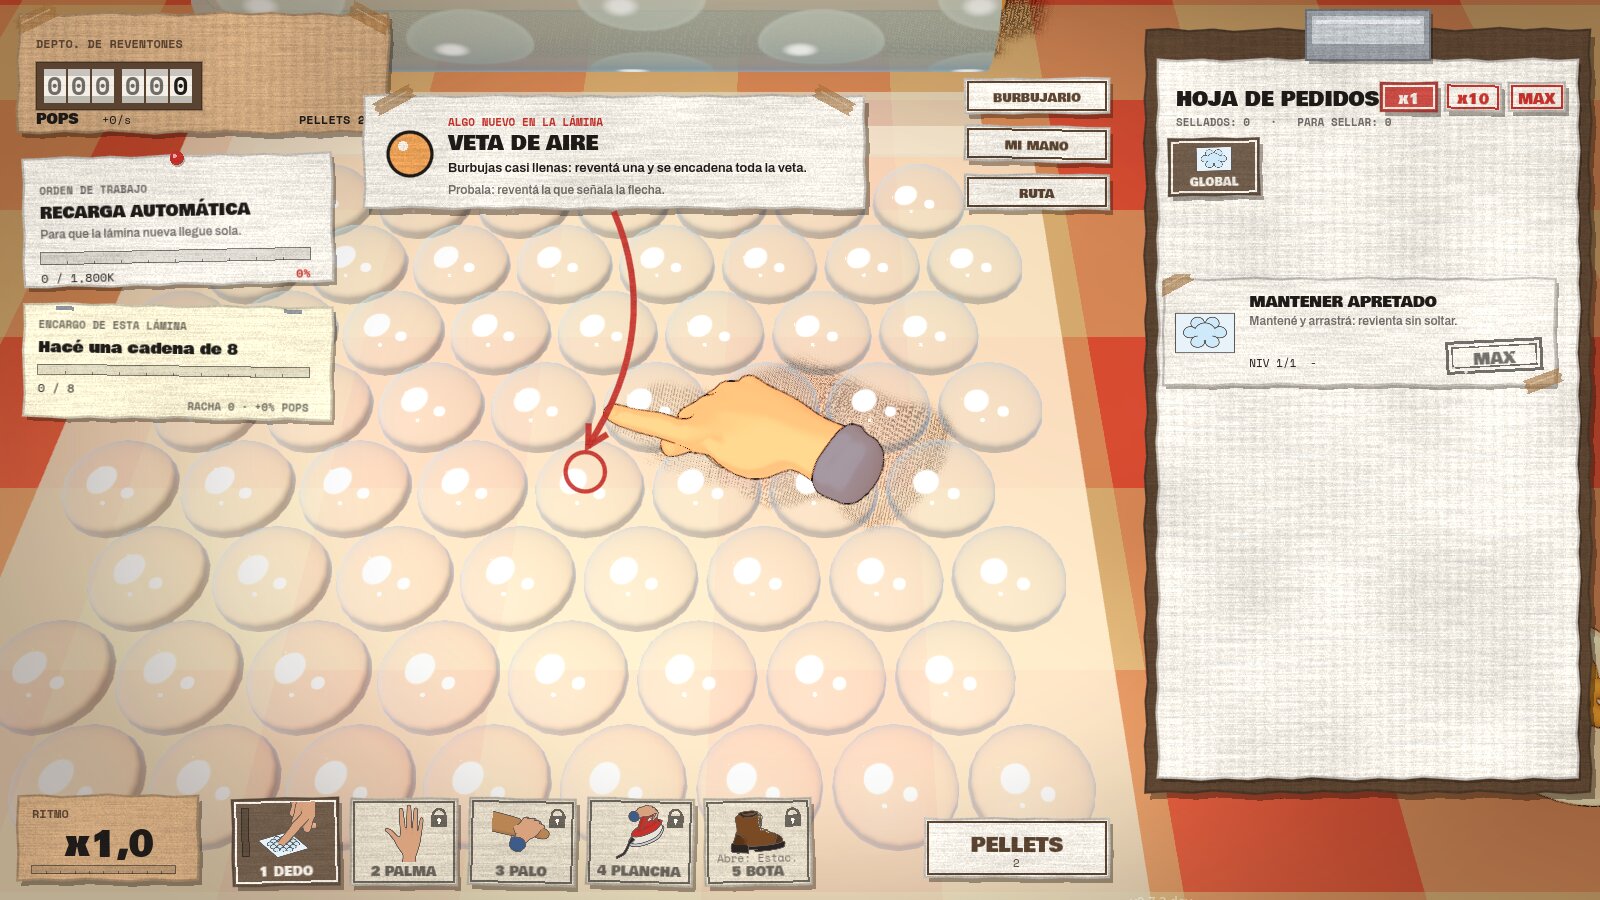 DEPTO. DE REVENTONES
000 000
POPS +0/s PELLETS 2
ORDEN DE TRABAJO
RECARGA AUTOMÁTICA
Para que la lámina nueva llegue sola.
0 / 1.800K 0%
ENCARGO DE ESTA LÁMINA
Hacé una cadena de 8
0 / 8
RACHA 0 · +0% POPS
ALGO NUEVO EN LA LÁMINA
VETA DE AIRE
Burbujas casi llenas: reventá una y se encadena toda la veta.
Probala: reventá la que señala la flecha.
BURBUJARIO
MI MANO
RUTA
HOJA DE PEDIDOS x1 x10 MAX
SELLADOS: 0 · PARA SELLAR: 0
GLOBAL
MANTENER APRETADO
Mantené y arrastrá: revienta sin soltar.
NIV 1/1 -
MAX
RITMO
x1,0
1 DEDO
2 PALMA
3 PALO
4 PLANCHA
Abre: Estac.
5 BOTA
PELLETS
2